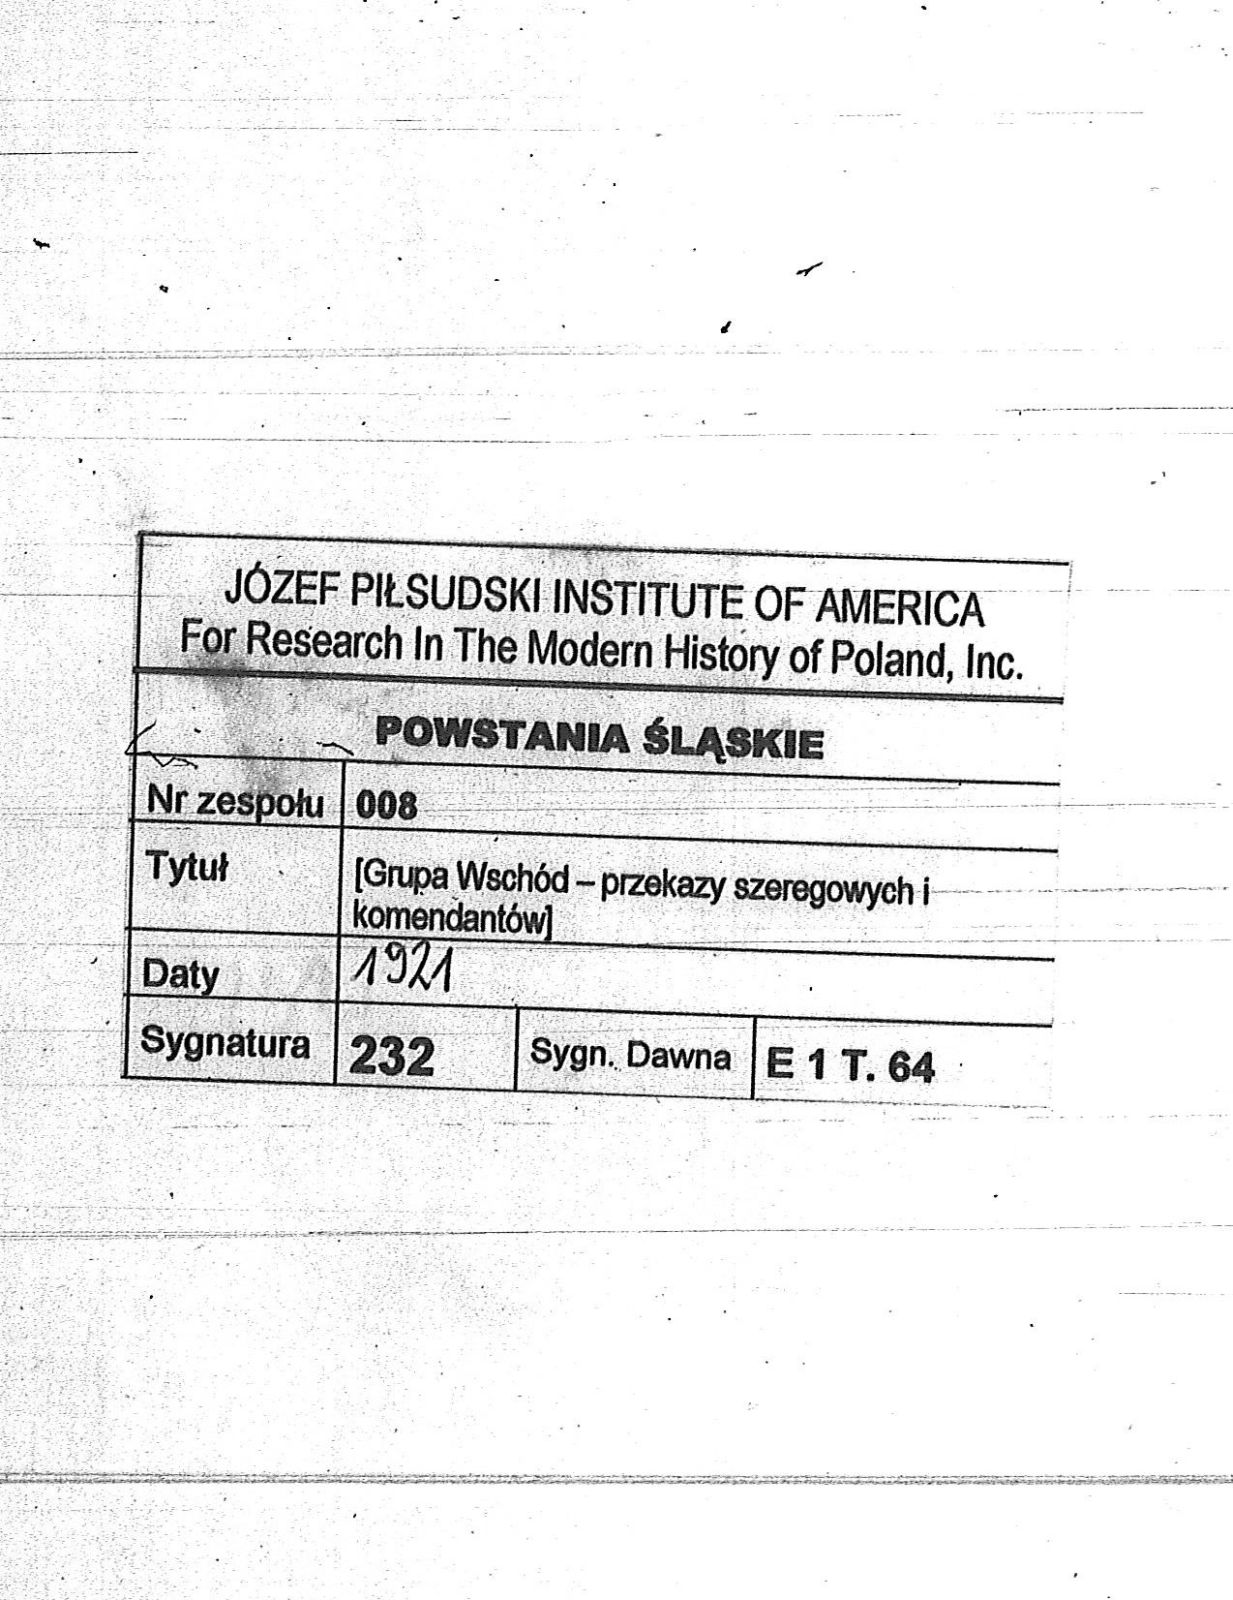 JÓZEF PIŁSUDSKI INSTITUTE OF AMERICA
For Research In The Modern History of Poland, Inc.
POWSTANIA ŚLĄSKIE
Nr zespołu 008
Tytuł [Grupa Wschód – przekazy szeregowych i
komendantów]
Daty 1921
Sygnatura 232 Sygn. Dawna E 1 T. 64